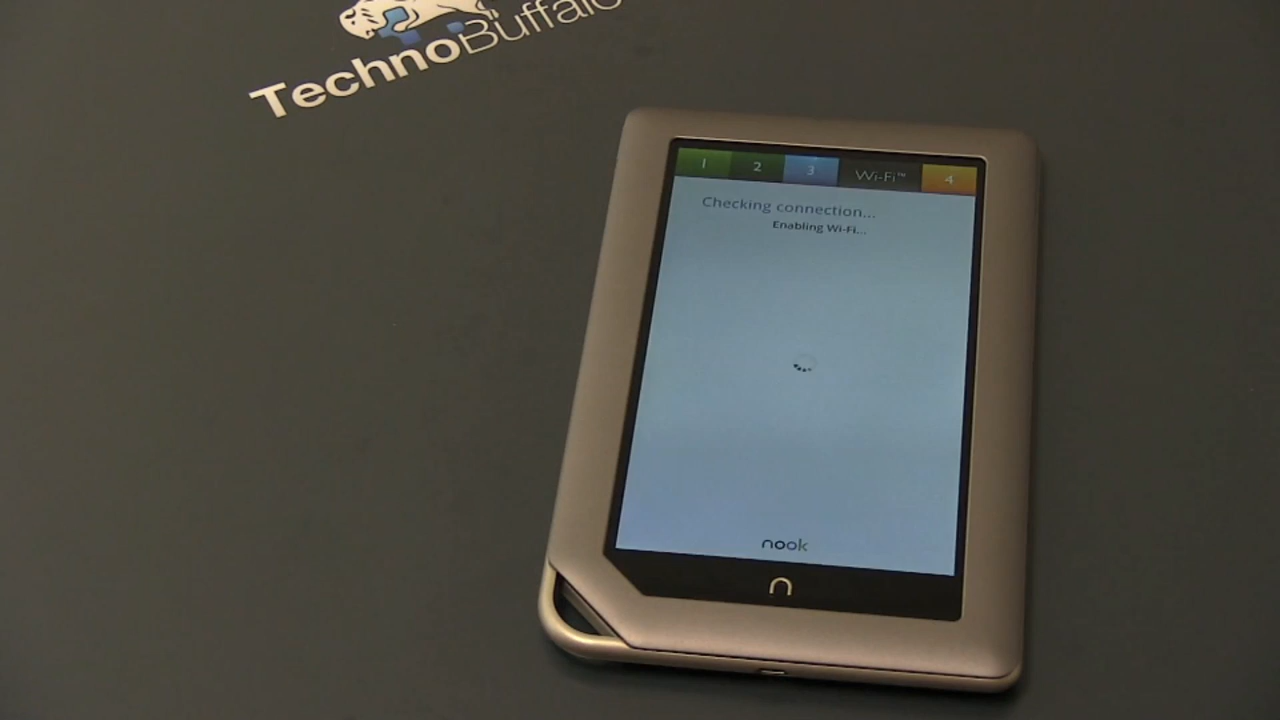 TechnoBuffalo
1 2 3 Wi-Fi™ 4
Checking connection...
Enabling Wi-Fi...
nook
n